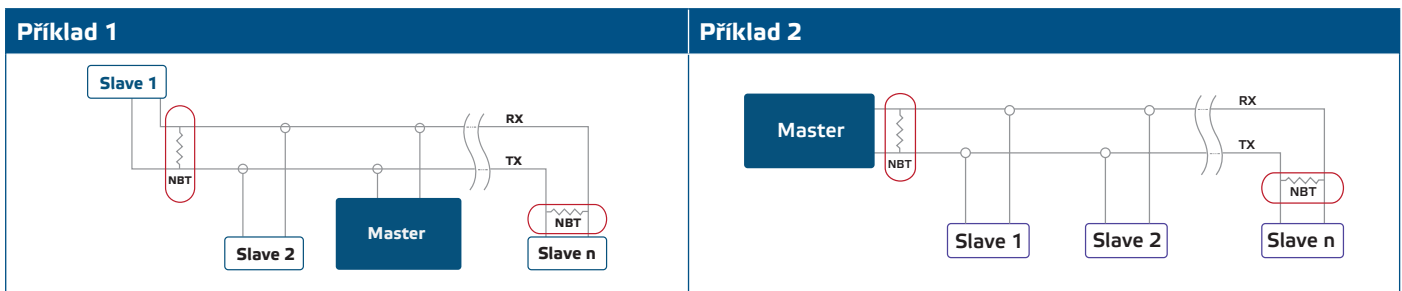 Příklad 1
Slave 1
RX
TX
NBT
NBT
Master
Slave 2
Slave n
Příklad 2
RX
Master
TX
NBT
NBT
Slave 1
Slave 2
Slave n